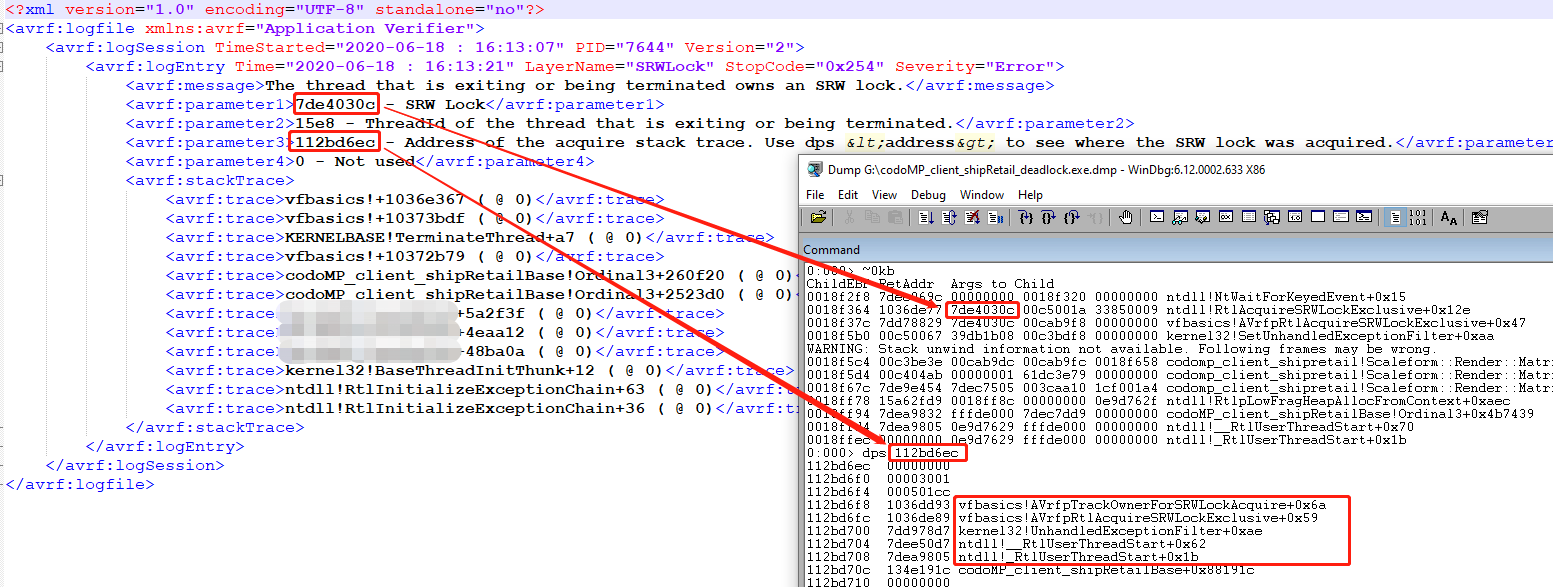 <?xml version="1.0" encoding="UTF-8" standalone="no"?>
<avrf:logfile xmlns:avrf="Application Verifier">
<avrf:logSession TimeStarted="2020-06-18 : 16:13:07" PID="7644" Version="2">
<avrf:logEntry Time="2020-06-18 : 16:13:21" LayerName="SRWLock" StopCode="0x254" Severity="Error">
<avrf:message>The thread that is exiting or being terminated owns an SRW lock.</avrf:message>
<avrf:parameter1>7de4030c - SRW Lock</avrf:parameter1>
<avrf:parameter2>15e8 - ThreadId of the thread that is exiting or being terminated.</avrf:parameter2>
<avrf:parameter3>112bd6ec - Address of the acquire stack trace. Use dps &lt;address&gt; to see where the SRW lock was acquired.</avrf:parameter
<avrf:parameter4>0 - Not used</avrf:parameter4>
<avrf:stackTrace>
<avrf:trace>vfbasics!+1036e367 ( @ 0)</avrf:trace>
<avrf:trace>vfbasics!+10373bdf ( @ 0)</avrf:trace>
<avrf:trace>KERNELBASE!TerminateThread+a7 ( @ 0)</avrf:trace>
<avrf:trace>vfbasics!+10372b79 ( @ 0)</avrf:trace>
<avrf:trace>codoMP_client_shipRetailBase!Ordinal3+260f20 ( @ 0)<
<avrf:trace>codoMP_client_shipRetailBase!Ordinal3+2523d0 ( @ 0)<
<avrf:trace> +5a2f3f ( @ 0)</avrf:trace>
<avrf:trace> +4eaa12 ( @ 0)</avrf:trace>
<avrf:trace> +48ba0a ( @ 0)</avrf:trace>
<avrf:trace>kernel32!BaseThreadInitThunk+12 ( @ 0)</avrf:trace>
<avrf:trace>ntdll!RtlInitializeExceptionChain+63 ( @ 0)</avrf:t
<avrf:trace>ntdll!RtlInitializeExceptionChain+36 ( @ 0)</avrf:t
</avrf:stackTrace>
</avrf:logEntry>
</avrf:logSession>
</avrf:logfile>
Dump G:\codoMP_client_shipRetail_deadlock.exe.dmp - WinDbg:6.12.0002.633 X86
File Edit View Debug Window Help
Command
0:000> ~0kb
ChildEBP RetAddr Args to Child
0018f2f8 00000000 0018f320 00000000 ntdll!NtWaitForKeyedEvent+0x15
0018f364 1036de77 7de4030c 00c5001a 33850009 ntdll!RtlAcquireSRWLockExclusive+0x12e
0018f37c 7dd78829 7de4030c 00cab9f8 00000000 vfbasics!AVrfpRtlAcquireSRWLockExclusive+0x47
0018f5b0 00c50067 39db1b08 00c3bdf8 00000000 kernel32!SetUnhandledExceptionFilter+0xaa
WARNING: Stack unwind information not available. Following frames may be wrong.
0018f5c4 00c3be3e 00cab9dc 00cab9fc 0018f658 codomp_client_shipretail!Scaleform::Render::Matri
0018f5d4 00c404ab 00000001 61dc3e79 00000000 codomp_client_shipretail!Scaleform::Render::Matri
0018f67c 7de9e454 7dec7505 003caa10 1cf001a4 codomp_client_shipretail!Scaleform::Render::Matri
0018ff78 15a62fd9 0018ff8c 00000000 0e9d762f ntdll!RtlpLowFragHeapAllocFromContext+0xaec
0018ff94 7dea9832 fffde000 7dec7dd9 00000000 codoMP_client_shipRetailBase!Ordinal3+0x4b7439
7dea9805 0e9d7629 fffde000 00000000 ntdll!__RtlUserThreadStart+0x70
0018ffec 00000000 0e9d7629 fffde000 00000000 ntdll!_RtlUserThreadStart+0x1b
0:000> dps 112bd6ec
112bd6ec 00000000
112bd6f0 00003001
112bd6f4 000501cc
112bd6f8 1036dd93 vfbasics!AVrfpTrackOwnerForSRWLockAcquire+0x6a
112bd6fc 1036de89 vfbasics!AVrfpRtlAcquireSRWLockExclusive+0x59
112bd700 7dd978d7 kernel32!UnhandledExceptionFilter+0xae
112bd704 7dee50d7 ntdll!__RtlUserThreadStart+0x62
112bd708 7dea9805 ntdll!_RtlUserThreadStart+0x1b
112bd70c 134e191c codoMP_client_shipRetailBase+0x88191c
112bd710 00000000